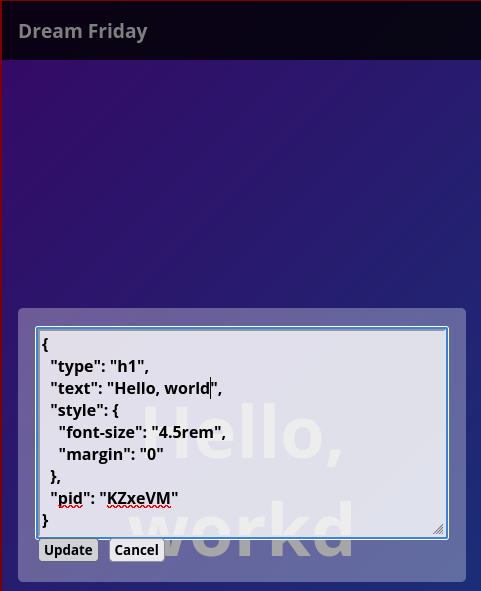 Dream Friday
{
  "type": "h1",
  "text": "Hello, world",
  "style": {
    "font-size": "4.5rem",
    "margin": "0"
  },
  "pid": "KZxeVM"
}
Hello,
workd
Update Cancel